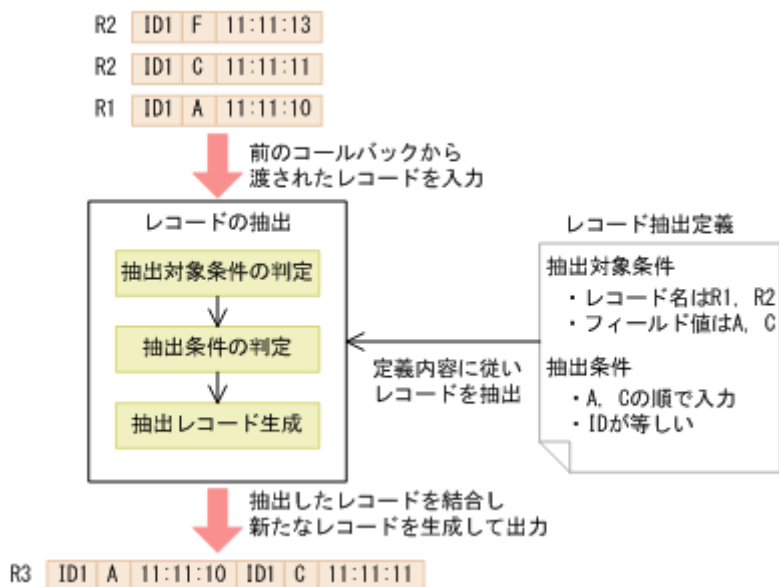 R2 ID1 F 11:11:13
R2 ID1 C 11:11:11
R1 ID1 A 11:11:10
前のコールバックから
渡されたレコードを入力
レコードの抽出
抽出対象条件の判定
抽出条件の判定
抽出レコード生成
定義内容に従い
レコードを抽出
レコード抽出定義
抽出対象条件
・レコード名はR1, R2
・フィールド値はA, C
抽出条件
・A, Cの順で入力
・IDが等しい
抽出したレコードを結合し
新たなレコードを生成して出力
R3 ID1 A 11:11:10 ID1 C 11:11:11